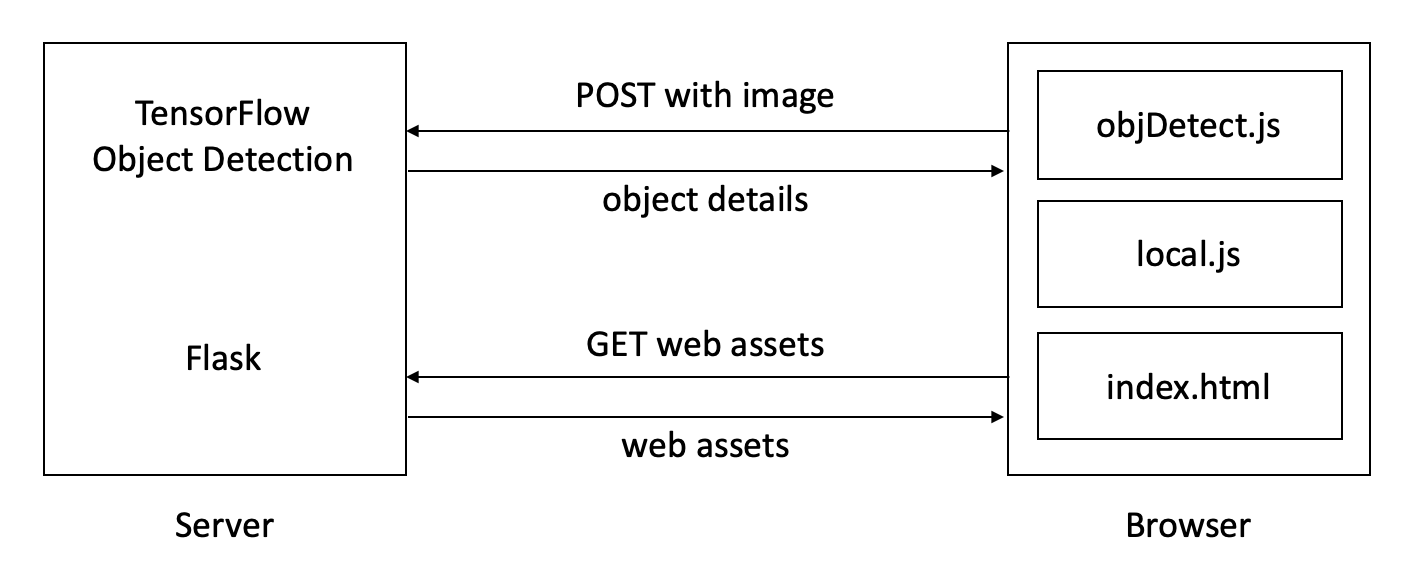 TensorFlow
Object Detection
POST with image
object details
objDetect.js
local.js
Flask
GET web assets
web assets
index.html
Server
Browser